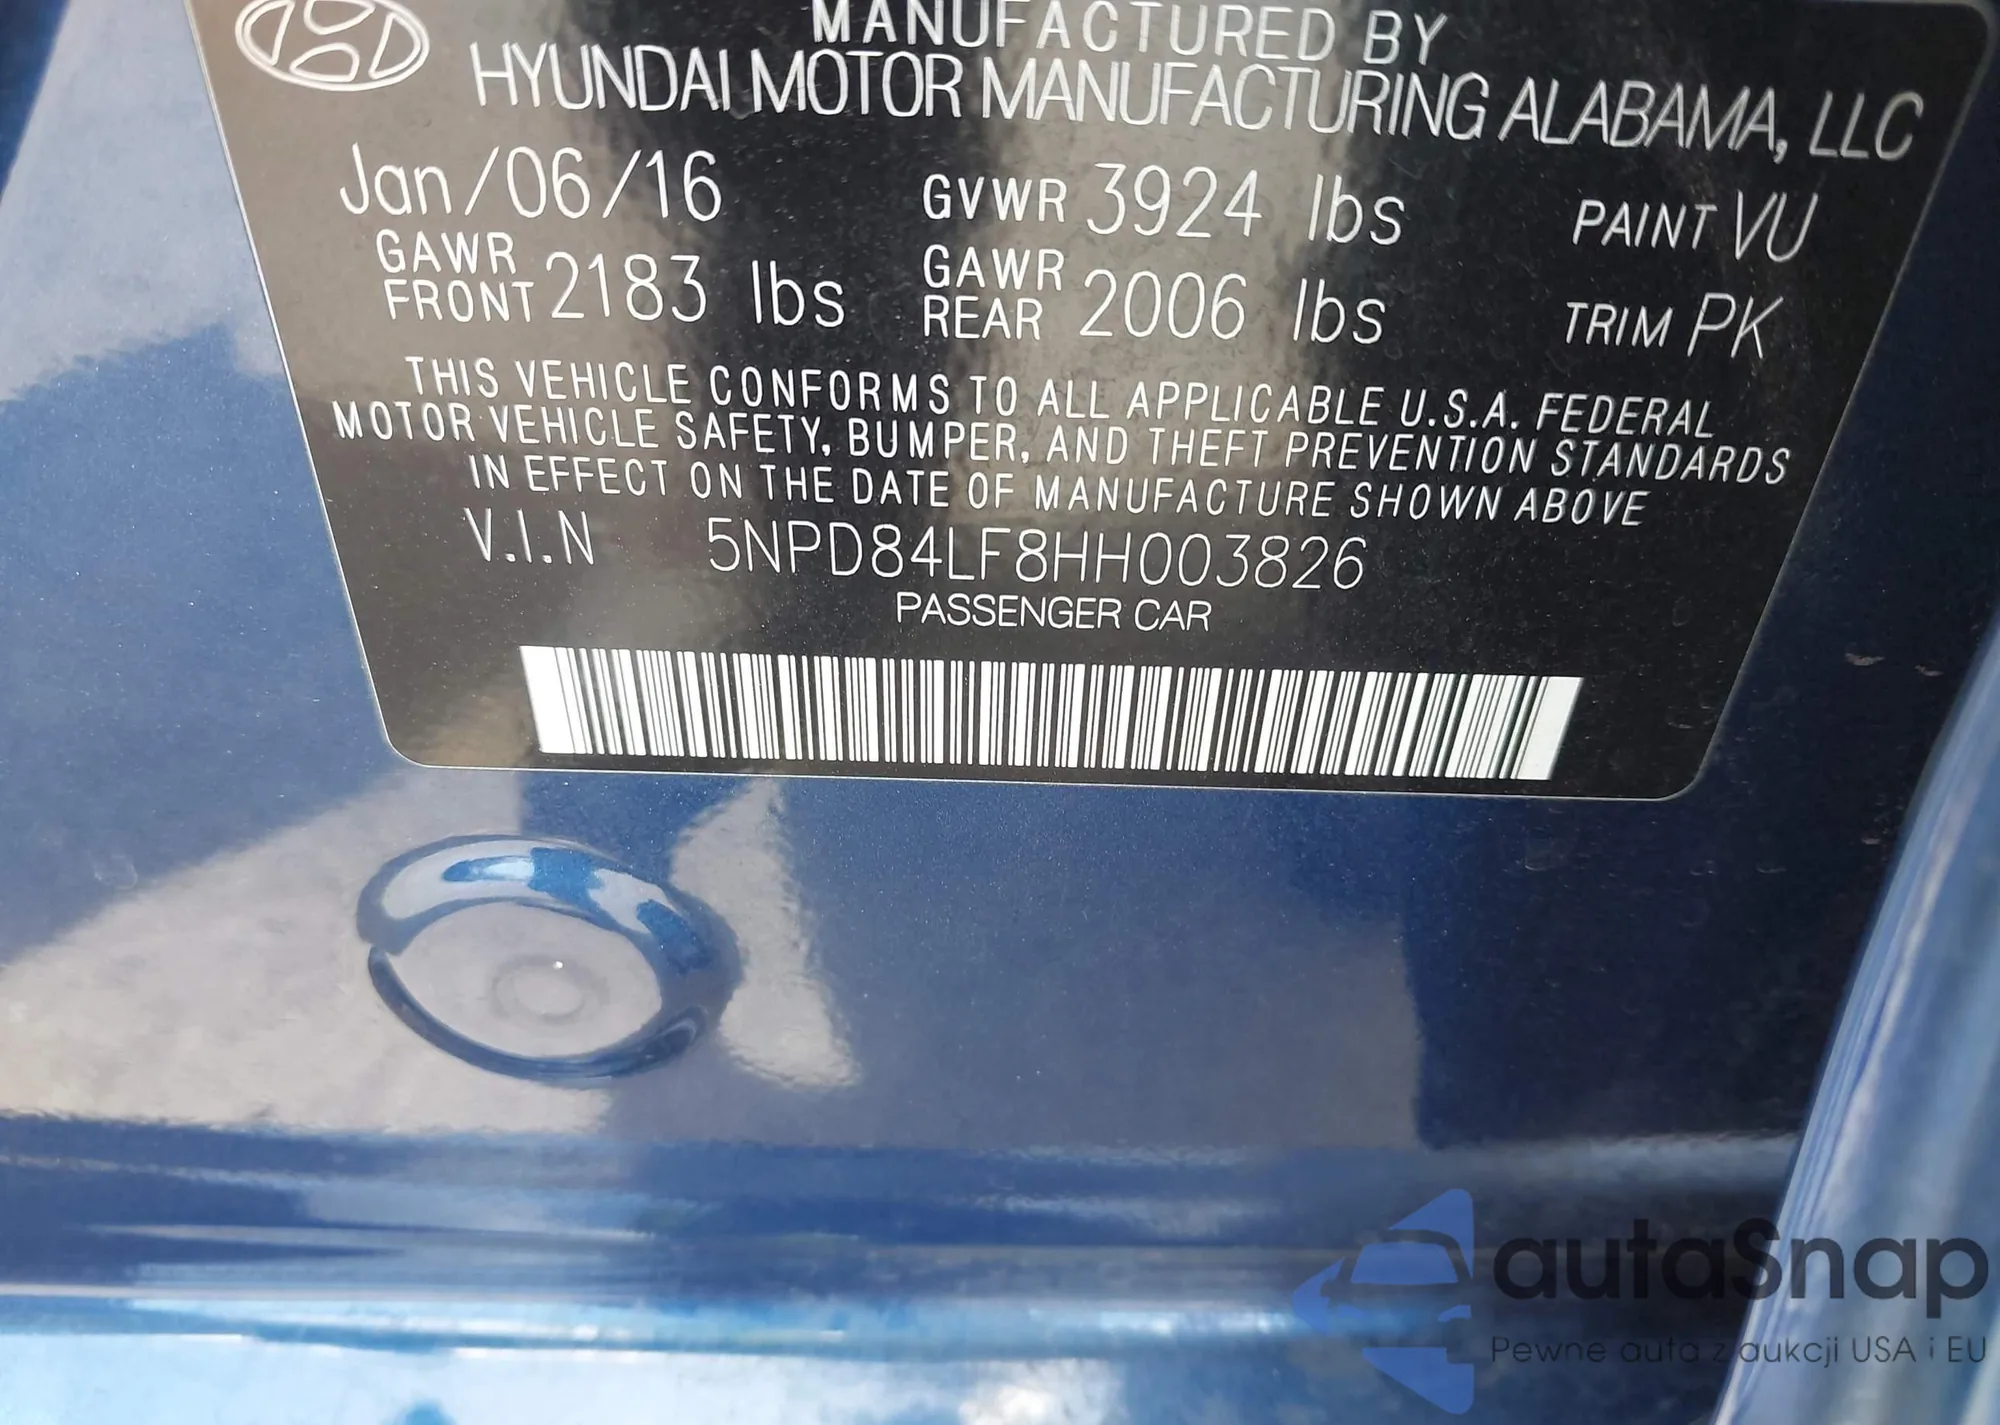 MANUFACTURED BY
HYUNDAI MOTOR MANUFACTURING ALABAMA, LLC
Jan/06/16 GVWR 3924 lbs PAINT VU
GAWR FRONT 2183 lbs GAWR REAR 2006 lbs TRIM PK
THIS VEHICLE CONFORMS TO ALL APPLICABLE U.S.A. FEDERAL
MOTOR VEHICLE SAFETY, BUMPER, AND THEFT PREVENTION STANDARDS
IN EFFECT ON THE DATE OF MANUFACTURE SHOWN ABOVE
V.I.N 5NPD84LF8HH003826
PASSENGER CAR
autaSnap
Pewne auta z aukcji USA i EU